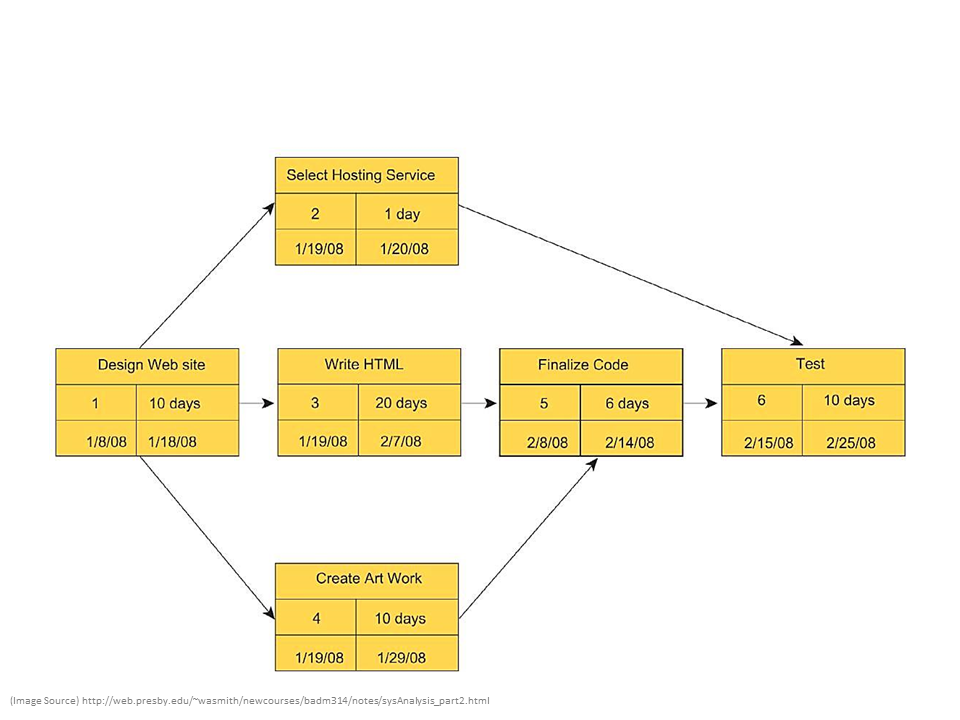 Select Hosting Service
2 1 day
1/19/08 1/20/08
Design Web site
1 10 days
1/8/08 1/18/08
Write HTML
3 20 days
1/19/08 2/7/08
Finalize Code
5 6 days
2/8/08 2/14/08
Test
6 10 days
2/15/08 2/25/08
Create Art Work
4 10 days
1/19/08 1/29/08
(Image Source) http://web.presby.edu/~wasmith/newcourses/badm314/notes/sysAnalysis_part2.html